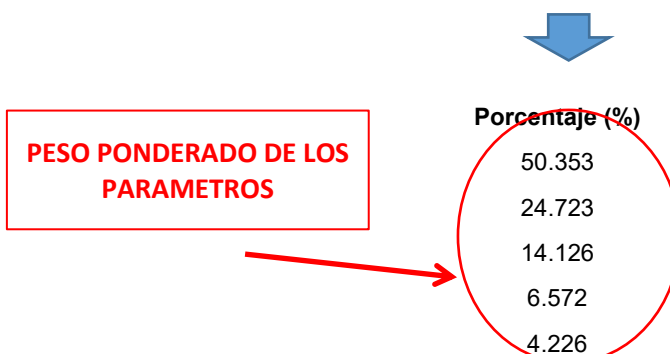 Porcentaje (%)
PESO PONDERADO DE LOS
PARAMETROS
50.353
24.723
14.126
6.572
4.226